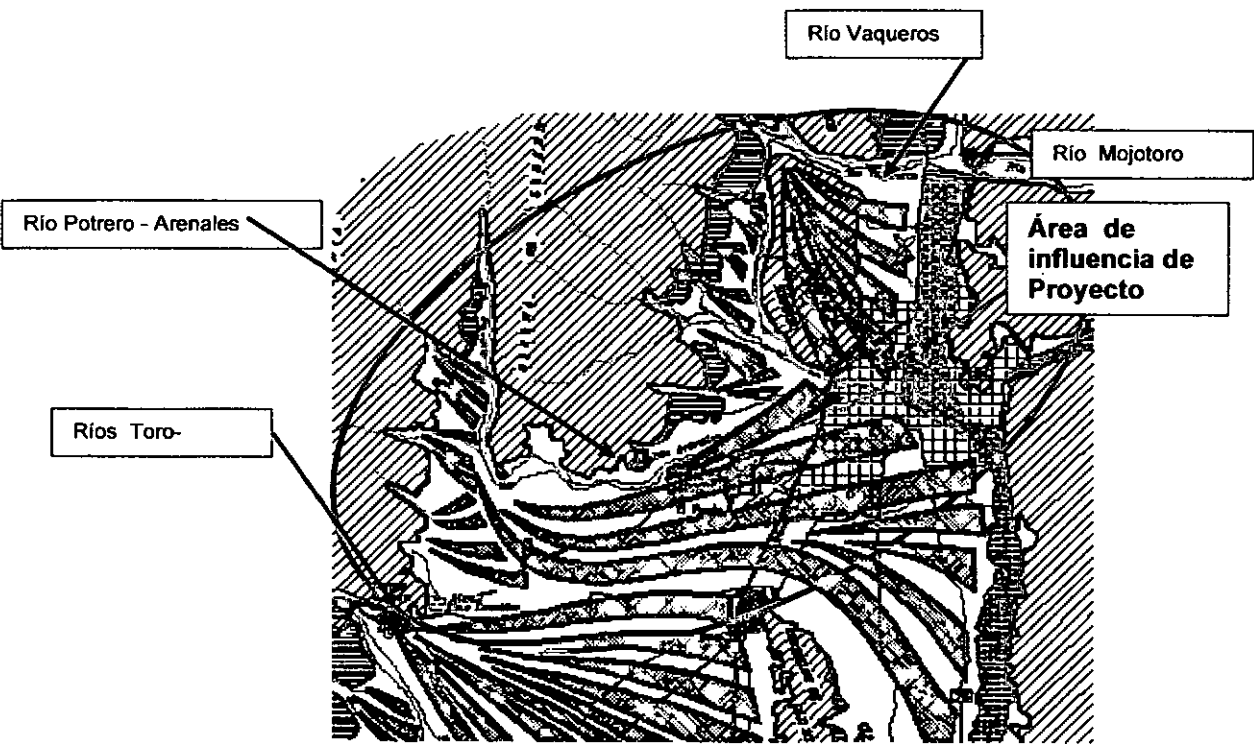 Río Vaqueros
Río Mojotoro
Río Potrero - Arenales
Área de
influencia de
Proyecto
Ríos Toro-